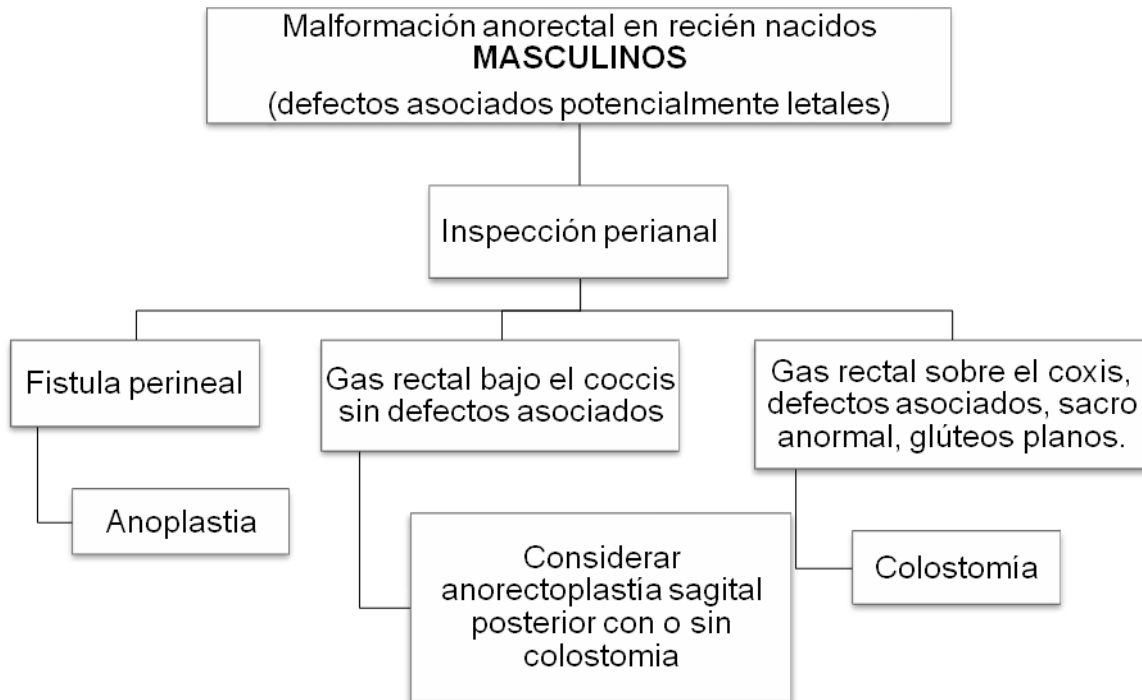 Malformación anorectal en recién nacidos
MASCULINOS
(defectos asociados potencialmente letales)
Inspección perianal
Fistula perineal
Gas rectal bajo el coccis
sin defectos asociados
Gas rectal sobre el coxis,
defectos asociados, sacro
anormal, glúteos planos.
Anoplastia
Considerar
anorectoplastía sagital
posterior con o sin
colostomia
Colostomía